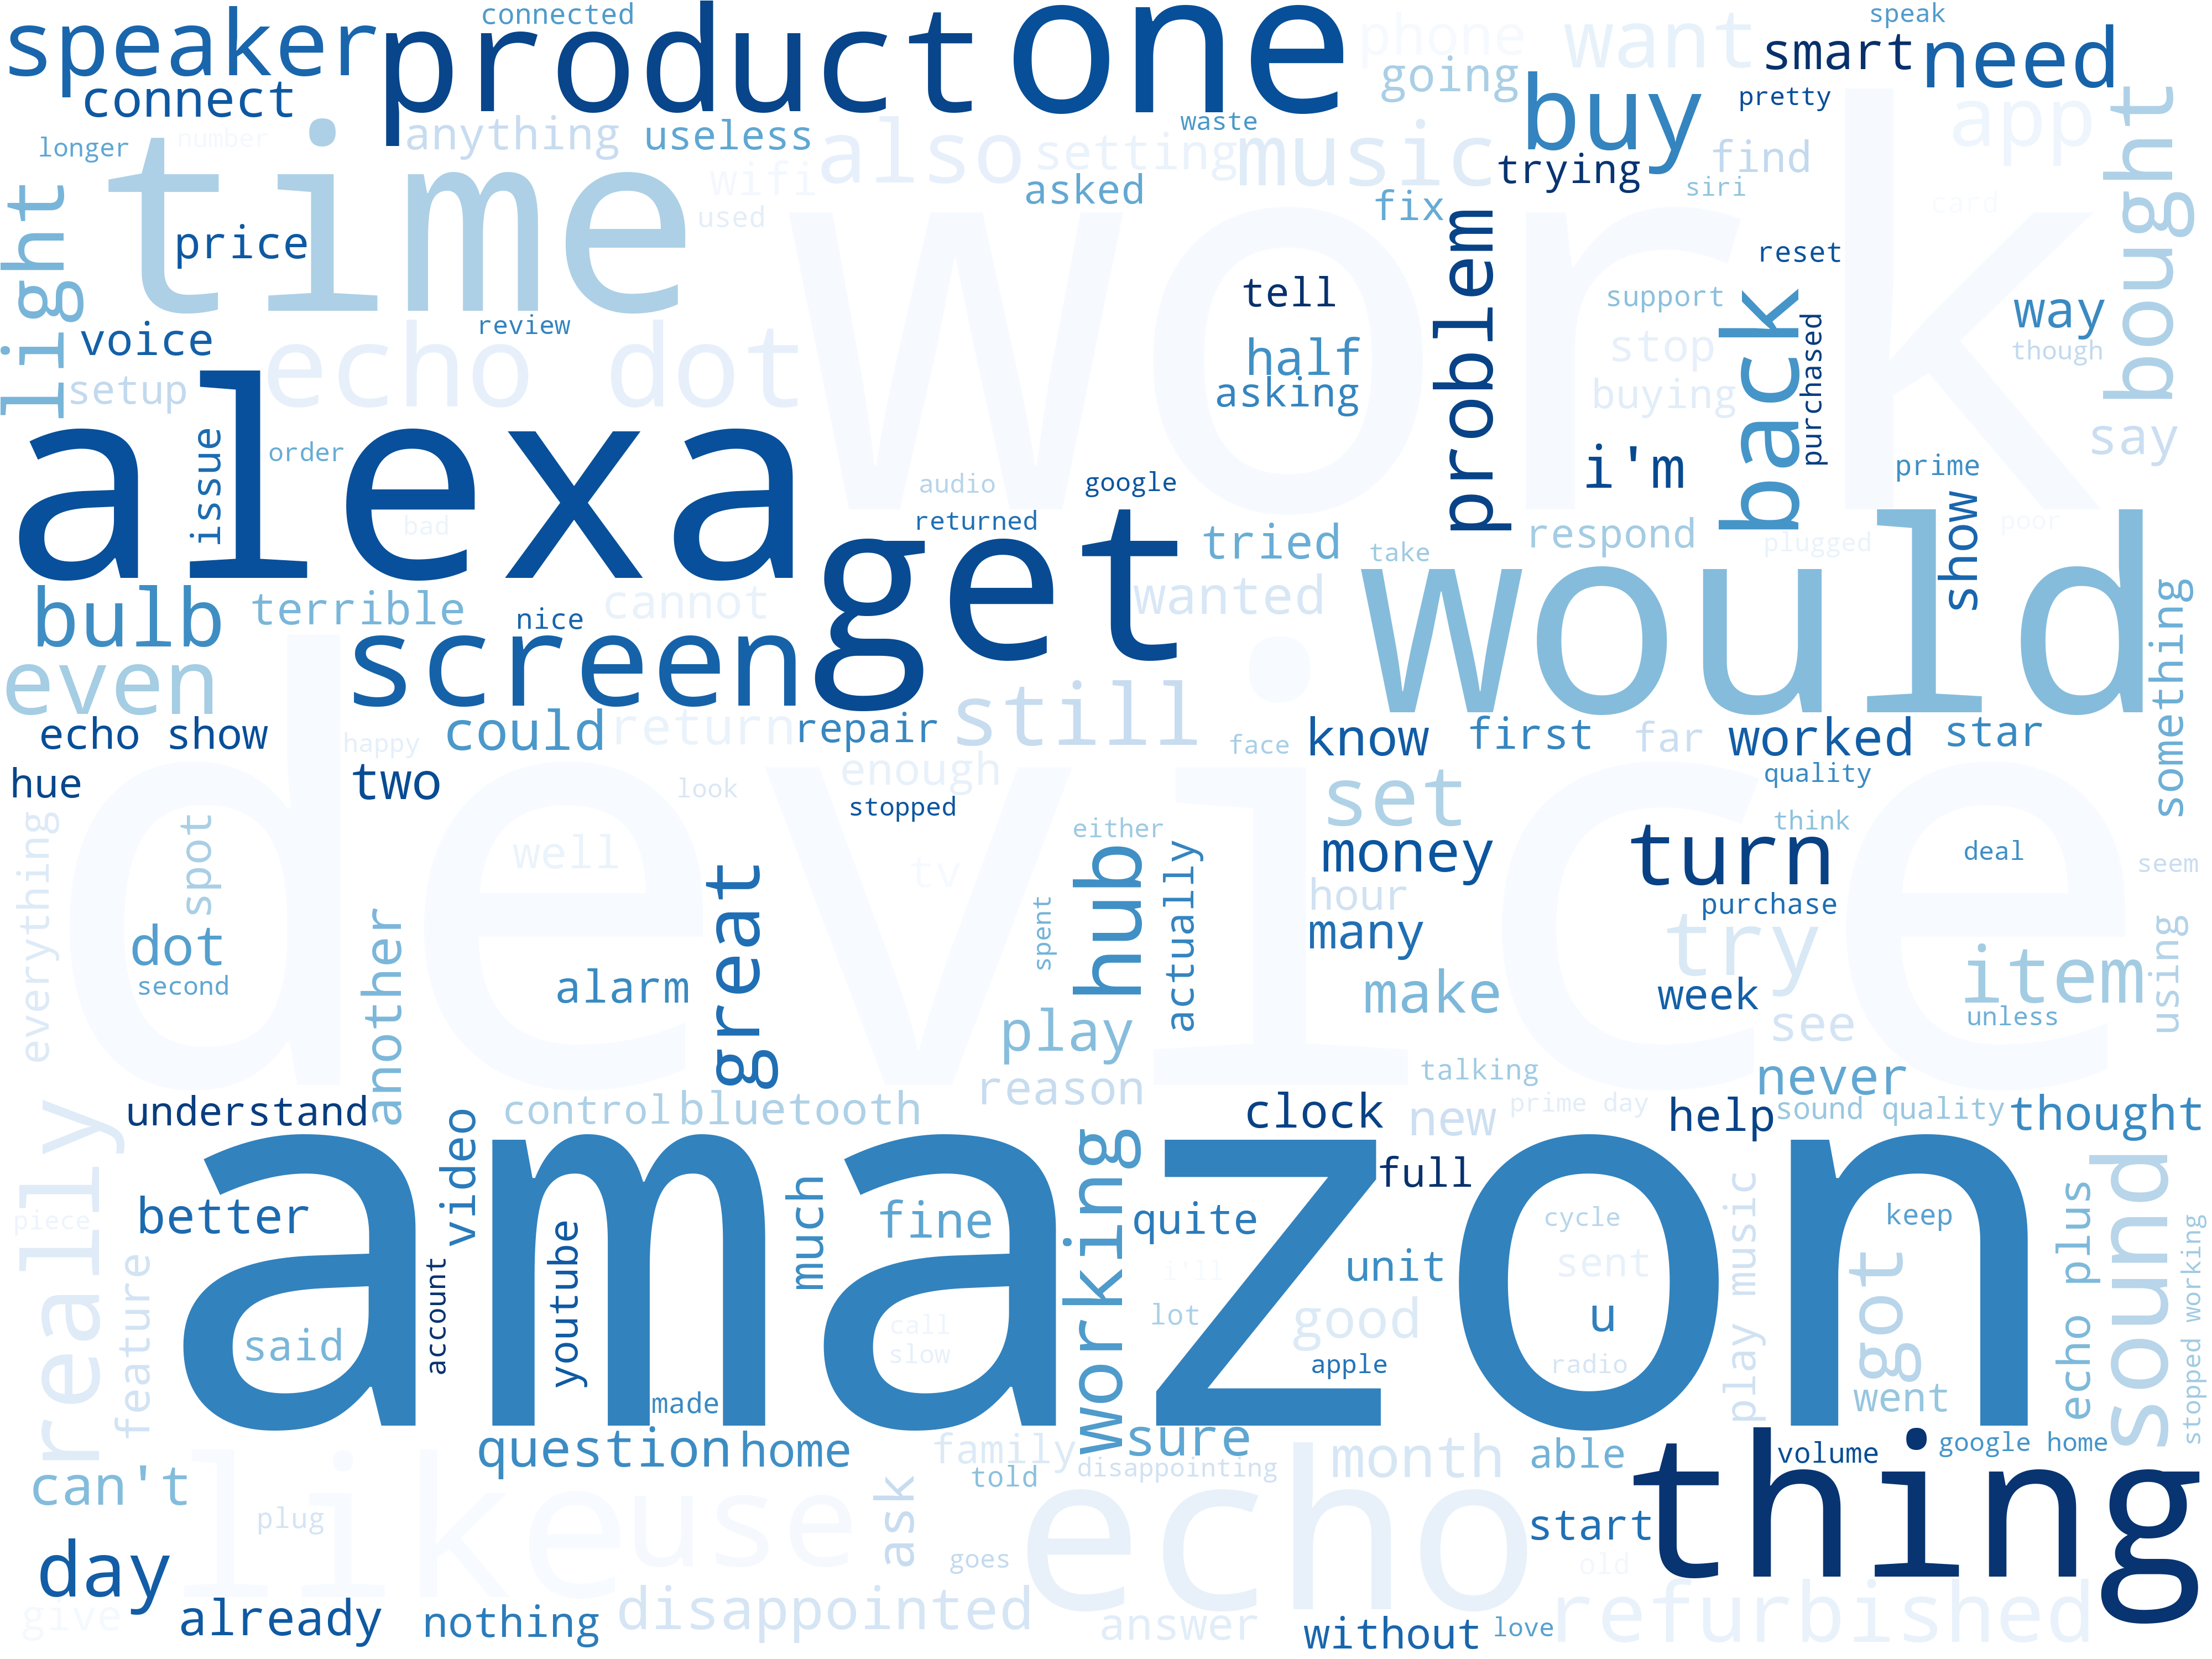 connected
speak
speaker
product
one
phone
want
smart
need
connect
going
buy
pretty
app
bought
longer
number
anything
useless
also
waste
setting
music
trying
find
time
wifi
asked
siri
used
fix
card
light
price
work
problem
reset
tell
support
back
purchased
way
voice
review
echo dot
half
stop
though
setup
asking
buying
say
alexa
issue
order
i'm
prime
audio
google
show
bad
returned
get
tried
respond
take
plugged
poor
would
bulb
terrible
nice
cannot
wanted
something
even
screen
echo show
happy
could
return
repair
still
face
know
first
far
worked
star
hue
two
look
enough
stopped
set
quality
everything
device
spot
well
tv
either
hub
actually
money
turn
think
deal
seem
dot
second
another
alarm
great
spent
hour
many
purchase
try
item
using
play
make
week
see
unless
reason
talking
never
understand
control
bluetooth
clock
new
prime day
help
sound quality
thought
really
video
amazon
working
full
sound
piece
better
much
fine
quite
cycle
keep
echo plus
stopped working
feature
account
youtube
i'll
unit
sent
play music
got
said
call
slow
lot
good
u
apple
radio
made
went
question
home
family
sure
month
able
volume
google home
thing
can't
like
use
ask
told
disappointing
echo
plug
start
day
goes
old
give
already
nothing
disappointed
answer
without
love
refurbished